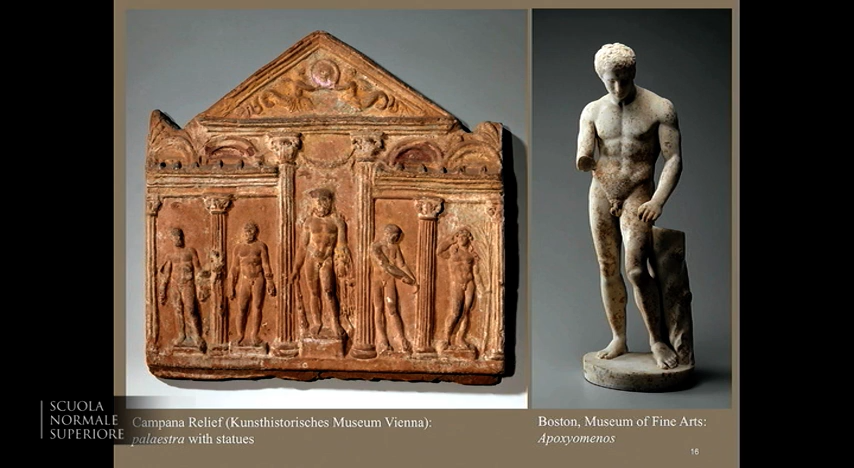 SCUOLA
NORMALE
SUPERIORE
Campana Relief (Kunsthistorisches Museum Vienna):
palaestra with statues
Boston, Museum of Fine Arts:
Apoxyomenos
16